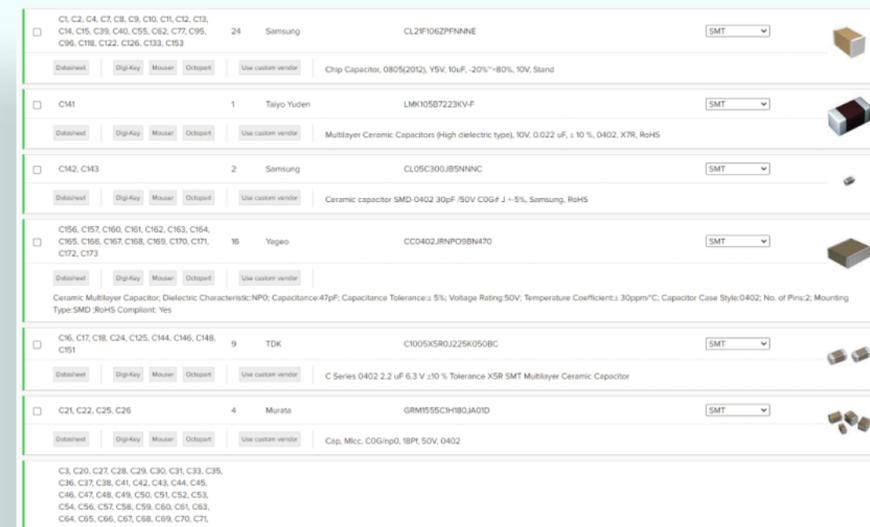 C1, C2, C4, C7, C8, C9, C10, C11, C12, C13,
C14, C15, C39, C40, C55, C62, C77, C95,
C96, C118, C122, C126, C133, C153
24 Samsung CL21F106ZPFNNNE SMT
Datasheet Digi-Key Mouser Octopart Use custom vendor Chip Capacitor, 0805(2012), Y5V, 10uF, -20%~+80%, 10V, Stand
C141 1 Taiyo Yuden LMK105B7223KV-F SMT
Datasheet Digi-Key Mouser Octopart Use custom vendor Multilayer Ceramic Capacitors (High dielectric type), 10V, 0.022 uF, ± 10 %, 0402, X7R, RoHS
C142, C143 2 Samsung CL05C300JB5NNNC SMT
Datasheet Digi-Key Mouser Octopart Use custom vendor Ceramic capacitor SMD-0402 30pF /50V C0G# J +-5%, Samsung, RoHS
C156, C157, C160, C161, C162, C163, C164,
C165, C166, C167, C168, C169, C170, C171,
C172, C173
16 Yageo CC0402JRNPO9BN470 SMT
Datasheet Digi-Key Mouser Octopart Use custom vendor
Ceramic Multilayer Capacitor; Dielectric Characteristic:NP0; Capacitance:47pF; Capacitance Tolerance:± 5%; Voltage Rating:50V; Temperature Coefficient:± 30ppm/°C; Capacitor Case Style:0402; No. of Pins:2; Mounting
Type:SMD ;RoHS Compliant: Yes
C16, C17, C18, C24, C125, C144, C146, C148,
C151
9 TDK C1005X5R0J225K050BC SMT
Datasheet Digi-Key Mouser Octopart Use custom vendor C Series 0402 2.2 uF 6.3 V ±10 % Tolerance X5R SMT Multilayer Ceramic Capacitor
C21, C22, C25, C26 4 Murata GRM1555C1H180JA01D SMT
Datasheet Digi-Key Mouser Octopart Use custom vendor Cap, Mlcc, C0G/np0, 18Pf, 50V, 0402
C3, C20, C27, C28, C29, C30, C31, C33, C35,
C36, C37, C38, C41, C42, C43, C44, C45,
C46, C47, C48, C49, C50, C51, C52, C53,
C54, C56, C57, C58, C59, C60, C61, C63,
C64, C65, C66, C67, C68, C69, C70, C71,